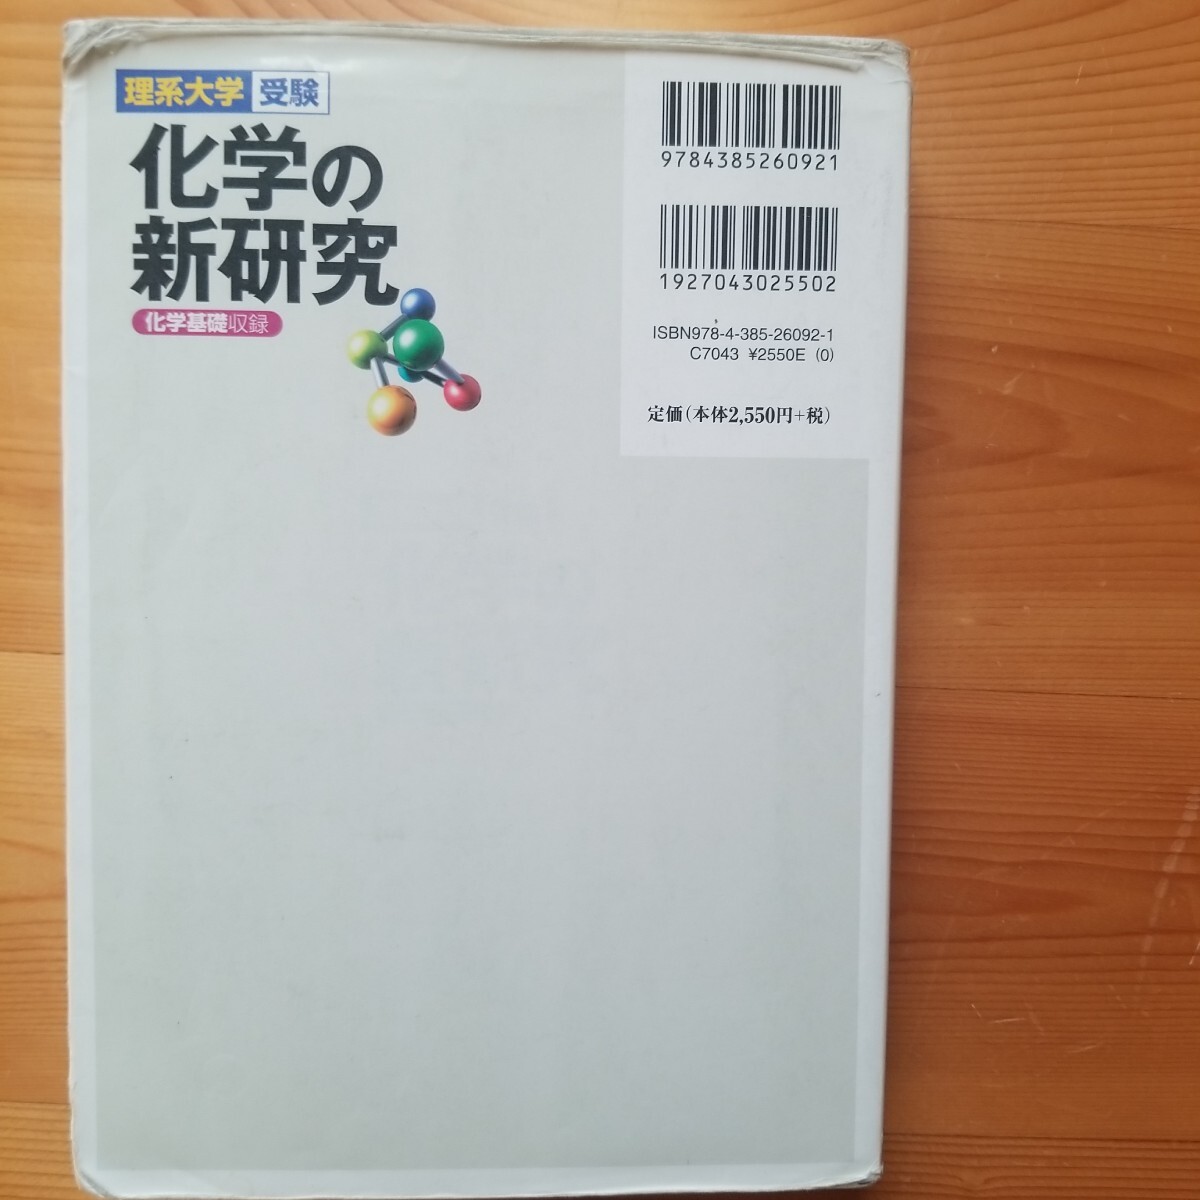 理系大学 受験
化学の
新研究
化学基礎収録
9784385260921
1927043025502
ISBN978-4-385-26092-1
C7043 ¥2550E (0)
定価(本体2,550円+税)